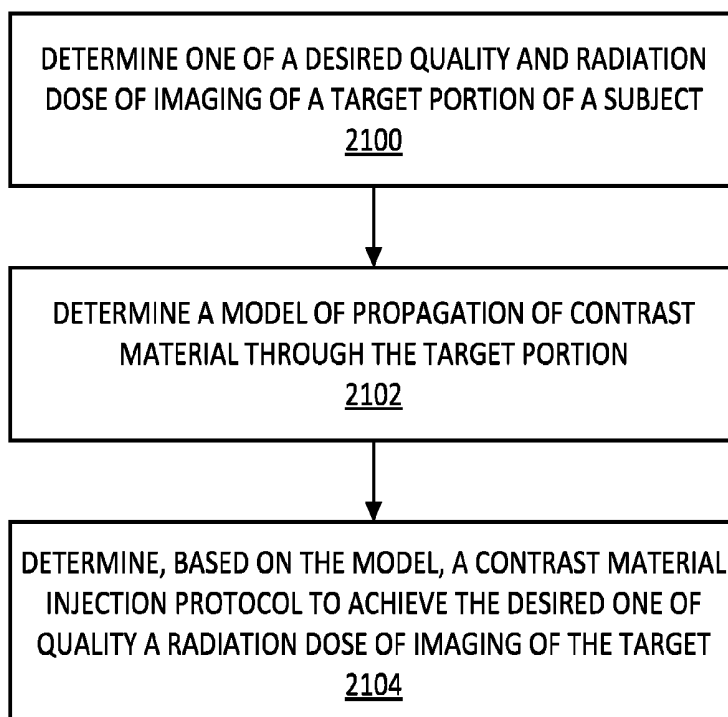 DETERMINE ONE OF A DESIRED QUALITY AND RADIATION
DOSE OF IMAGING OF A TARGET PORTION OF A SUBJECT
2100
DETERMINE A MODEL OF PROPAGATION OF CONTRAST
MATERIAL THROUGH THE TARGET PORTION
2102
DETERMINE, BASED ON THE MODEL, A CONTRAST MATERIAL
INJECTION PROTOCOL TO ACHIEVE THE DESIRED ONE OF
QUALITY A RADIATION DOSE OF IMAGING OF THE TARGET
2104